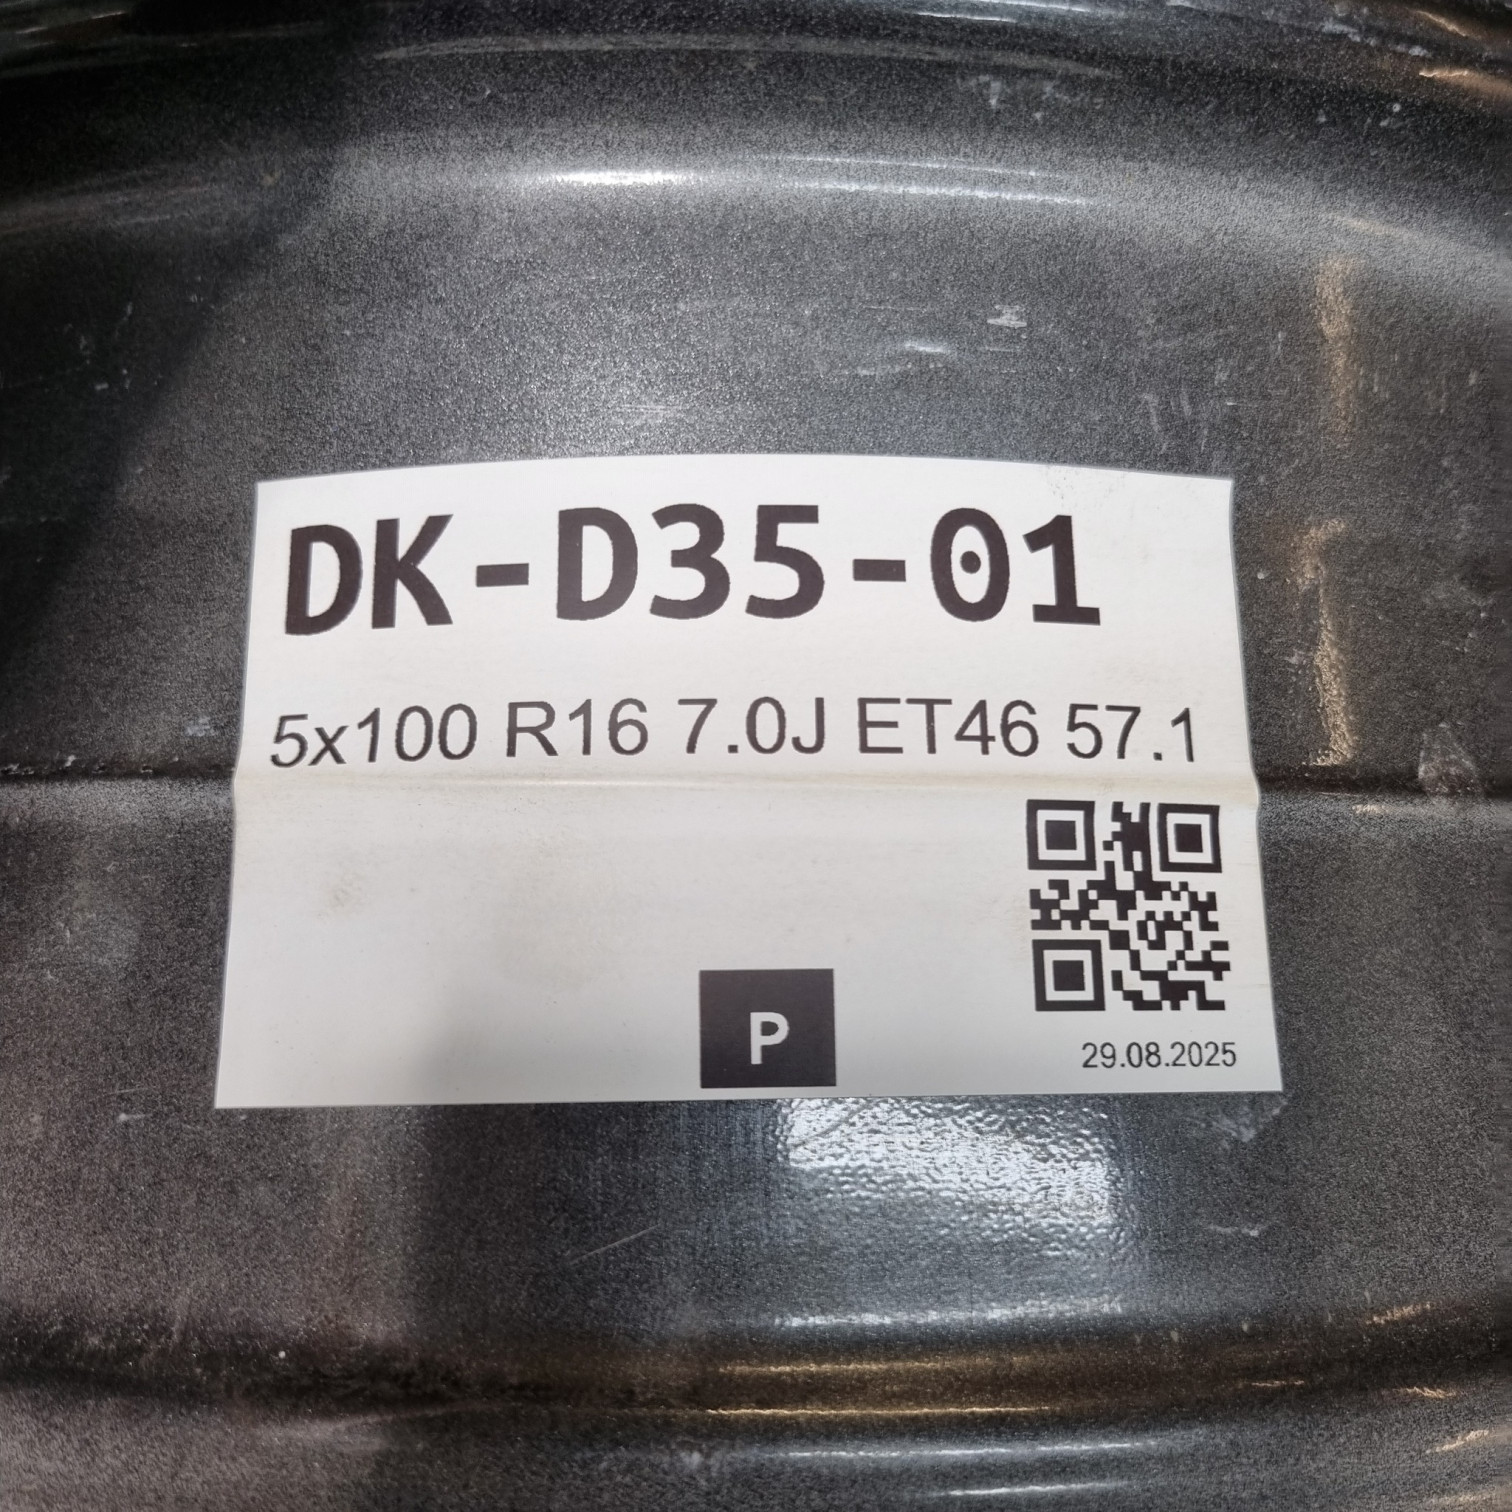 DK-D35-01
5x100 R16 7.0J ET46 57.1
P
29.08.2025